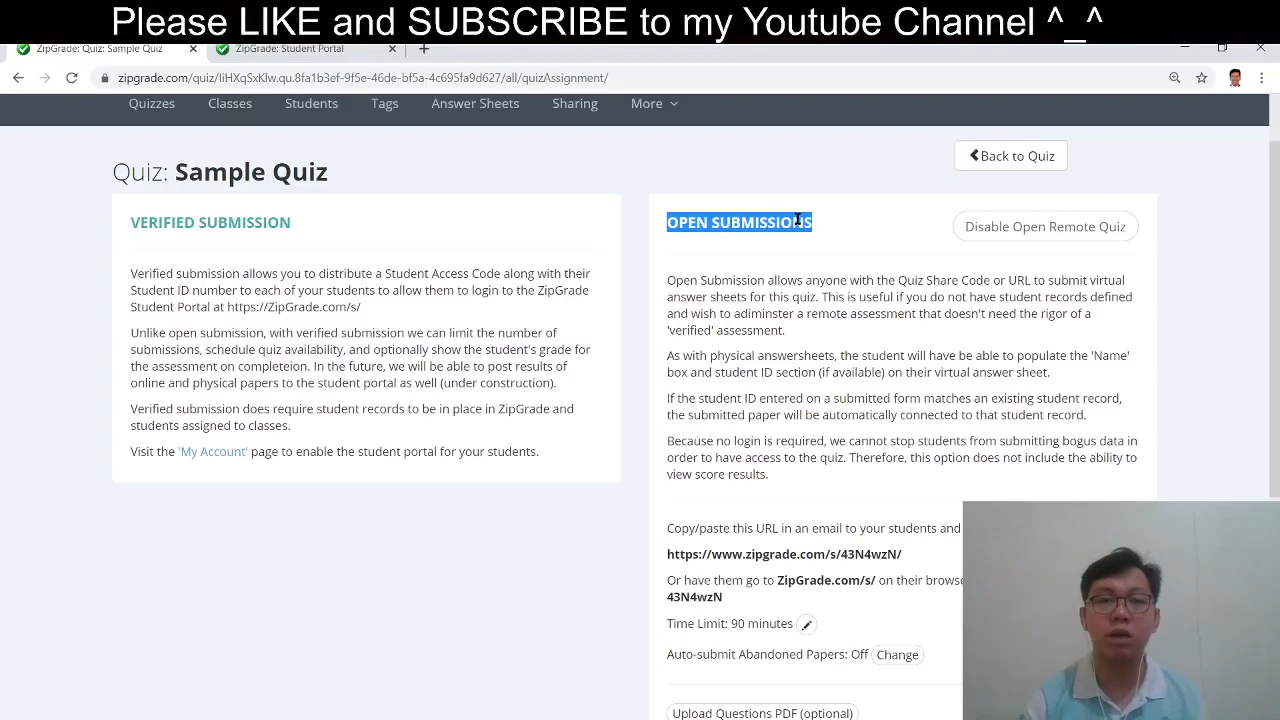 Please LIKE and SUBSCRIBE to my Youtube Channel ^_^
ZipGrade: Quiz: Sample Quiz
ZipGrade: Student Portal
zipgrade.com/quiz/liHXqSxKlw.qu.8fa1b3ef-9f5e-46de-bf5a-4c695fa9d627/all/quizAssignment/
Quizzes Classes Students Tags Answer Sheets Sharing More
Quiz: Sample Quiz
Back to Quiz
VERIFIED SUBMISSION
Verified submission allows you to distribute a Student Access Code along with their
Student ID number to each of your students to allow them to login to the ZipGrade
Student Portal at https://ZipGrade.com/s/
Unlike open submission, with verified submission we can limit the number of
submissions, schedule quiz availability, and optionally show the student's grade for
the assessment on completeion. In the future, we will be able to post results of
online and physical papers to the student portal as well (under construction).
Verified submission does require student records to be in place in ZipGrade and
students assigned to classes.
Visit the 'My Account' page to enable the student portal for your students.
OPEN SUBMISSIONS
Disable Open Remote Quiz
Open Submission allows anyone with the Quiz Share Code or URL to submit virtual
answer sheets for this quiz. This is useful if you do not have student records defined
and wish to adminster a remote assessment that doesn't need the rigor of a
'verified' assessment.
As with physical answersheets, the student will have be able to populate the 'Name'
box and student ID section (if available) on their virtual answer sheet.
If the student ID entered on a submitted form matches an existing student record,
the submitted paper will be automatically connected to that student record.
Because no login is required, we cannot stop students from submitting bogus data in
order to have access to the quiz. Therefore, this option does not include the ability to
view score results.
Copy/paste this URL in an email to your students and
https://www.zipgrade.com/s/43N4wzN/
Or have them go to ZipGrade.com/s/ on their browse
43N4wzN
Time Limit: 90 minutes
Auto-submit Abandoned Papers: Off Change
Upload Questions PDF (optional)